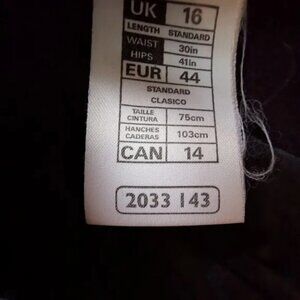 UK 16
LENGTH STANDARD
WAIST 30in
HIPS 41in
EUR 44
STANDARD
CLASICO
TAILLE
CINTURA 75cm
HANCHES
CADERAS 103cm
CAN 14
2033 | 43